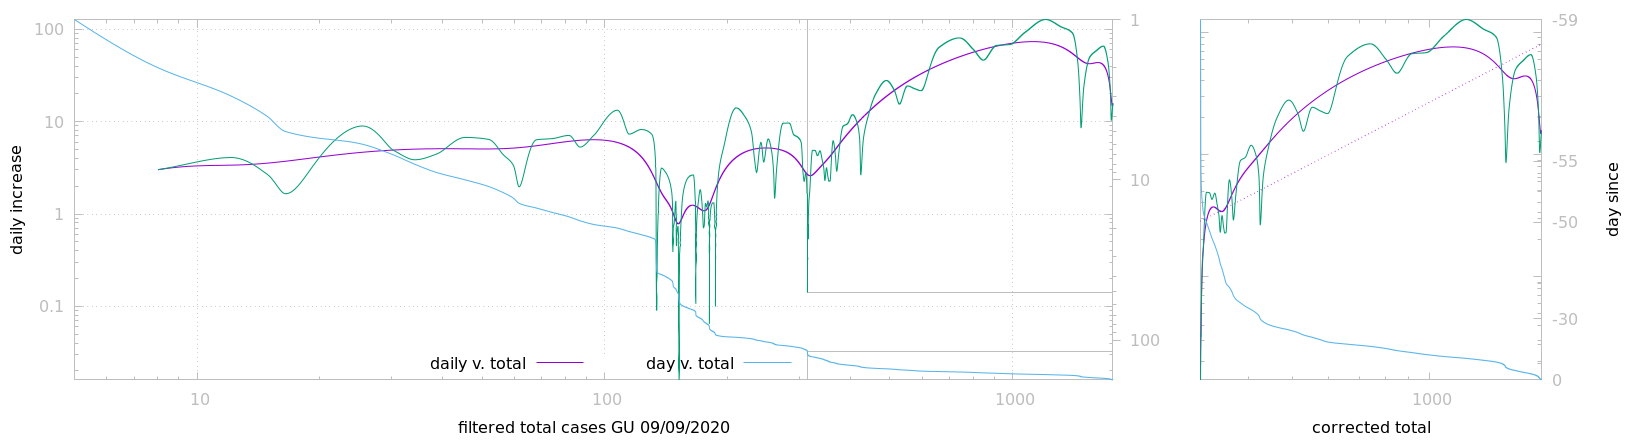 100
10
1
0.1
daily increase
daily v. total
day v. total
10
100
1000
filtered total cases GU 09/09/2020
1
10
100
1000
corrected total
-59
-55
-50
-30
0
day since